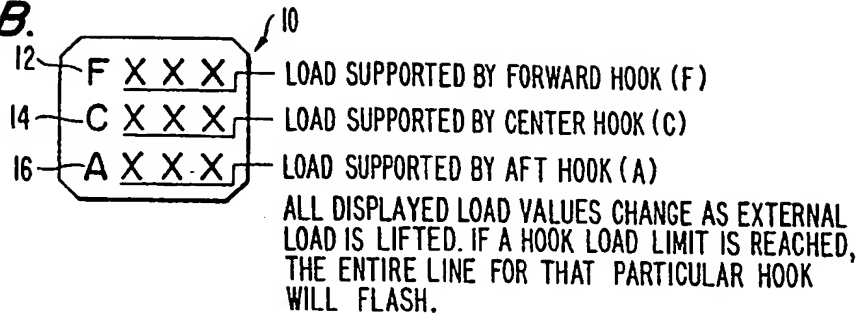 B.
10
12 F X X X LOAD SUPPORTED BY FORWARD HOOK (F)
14 C X X X LOAD SUPPORTED BY CENTER HOOK (C)
16 A X X X LOAD SUPPORTED BY AFT HOOK (A)
ALL DISPLAYED LOAD VALUES CHANGE AS EXTERNAL
LOAD IS LIFTED. IF A HOOK LOAD LIMIT IS REACHED,
THE ENTIRE LINE FOR THAT PARTICULAR HOOK
WILL FLASH.